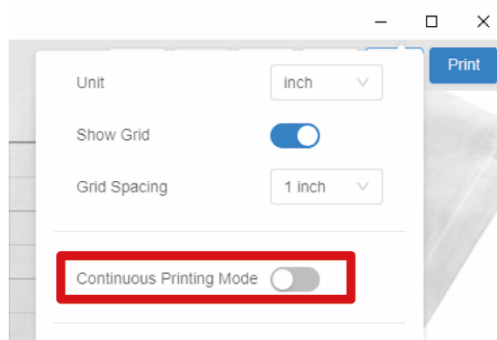 Print
Unit
inch
Show Grid
Grid Spacing
1 inch
Continuous Printing Mode